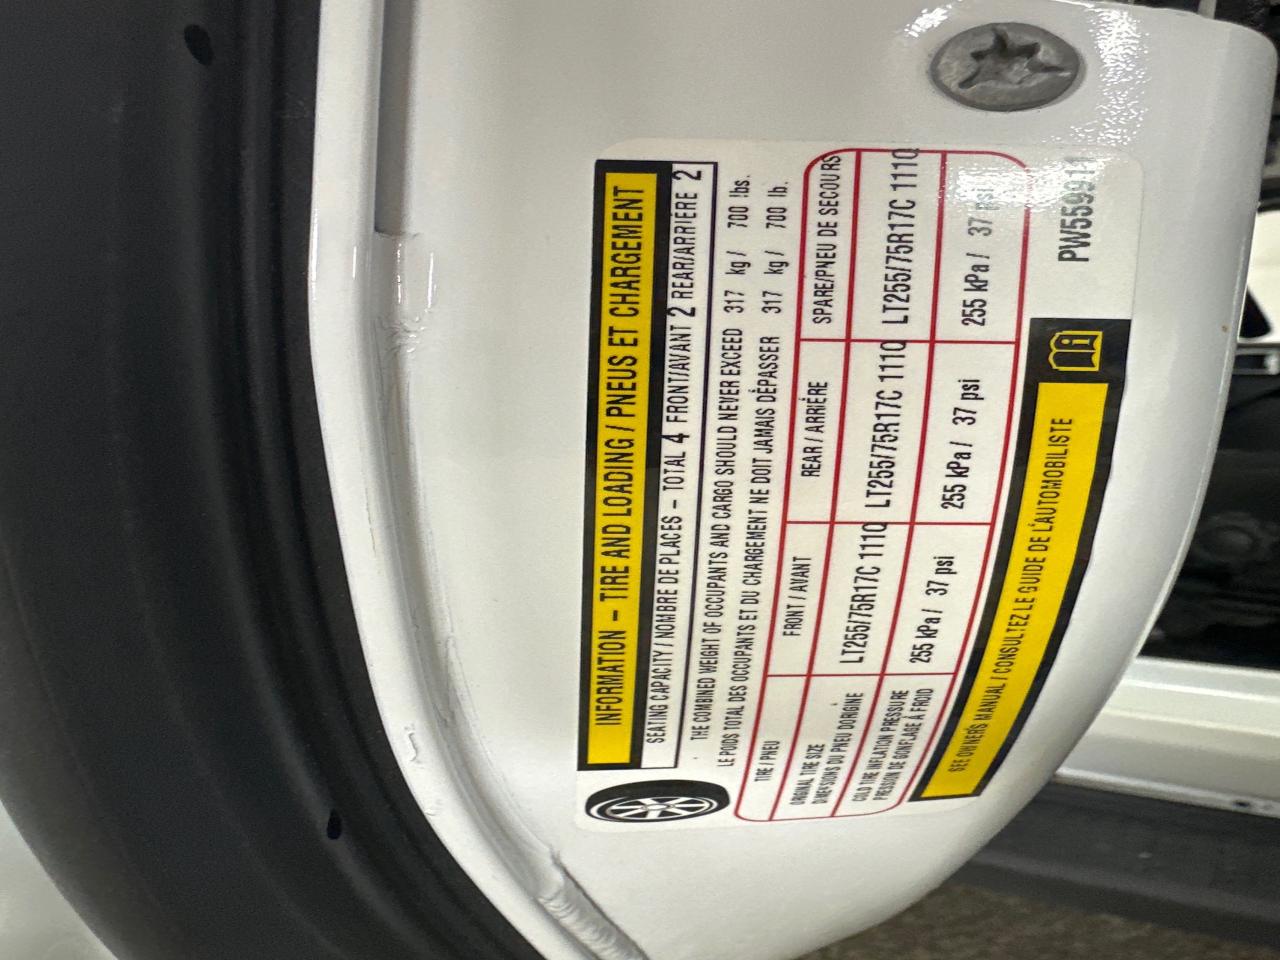 INFORMATION – TIRE AND LOADING / PNEUS ET CHARGEMENT
SEATING CAPACITY / NOMBRE DE PLACES – TOTAL 4 FRONT/AVANT 2 REAR/ARRIÈRE 2
THE COMBINED WEIGHT OF OCCUPANTS AND CARGO SHOULD NEVER EXCEED 317 kg / 700 lbs.
LE POIDS TOTAL DES OCCUPANTS ET DU CHARGEMENT NE DOIT JAMAIS DÉPASSER 317 kg / 700 lb.
TIRE / PNEU FRONT / AVANT REAR / ARRIÈRE SPARE/PNEU DE SECOURS
ORIGINAL TIRE SIZE
DIMENSIONS DU PNEU D'ORIGINE
LT255/75R17C 111Q LT255/75R17C 111Q LT255/75R17C 111Q
COLD TIRE INFLATION PRESSURE
PRESSION DE GONFLAGE À FROID
255 kPa / 37 psi 255 kPa / 37 psi 255 kPa / 37 psi
SEE OWNER'S MANUAL / CONSULTEZ LE GUIDE DE L'AUTOMOBILISTE
PW559911